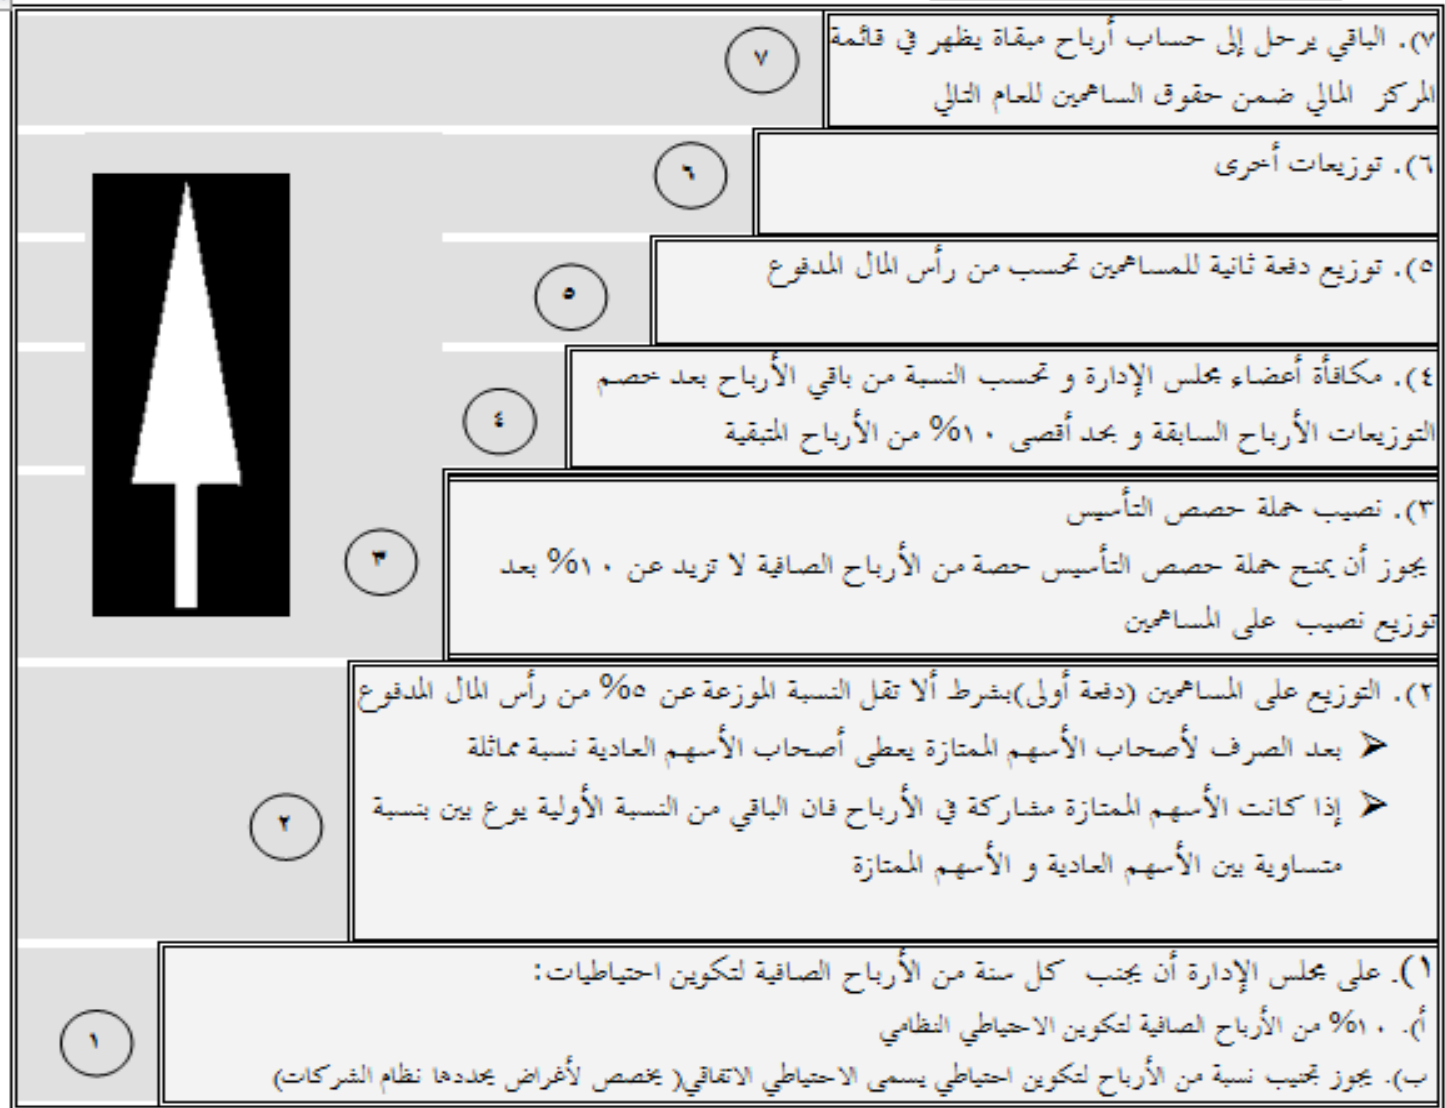 ٧). الباقي يرحل إلى حساب أرباح مبقاة يظهر في قائمة
المركز المالي ضمن حقوق الساهمين للعام التالي
٧
٦). توزيعات أخرى
٦
٥). توزيع دفعة ثانية للمساهمين تحسب من رأس المال المدفوع
٥
٤). مكافأة أعضاء مجلس الإدارة و تحسب النسبة من باقي الأرباح بعد خصم
التوزيعات الأرباح السابقة و بحد أقصى ١٠% من الأرباح المتبقية
٤
٣). نصيب حملة حصص التأسيس
يجوز أن يمنح حملة حصص التأسيس حصة من الأرباح الصافية لا تزيد عن ١٠% بعد
توزيع نصيب على المساهمين
٣
٢). التوزيع على المساهمين (دفعة أولى)بشرط ألا تقل النسبة الموزعة عن ٥% من رأس المال المدفوع
➢ بعد الصرف لأصحاب الأسهم الممتازة يعطى أصحاب الأسهم العادية نسبة مماثلة
➢ إذا كانت الأسهم الممتازة مشاركة في الأرباح فان الباقي من النسبة الأولية يوع بين بنسبة
متساوية بين الأسهم العادية و الأسهم الممتازة
٢
١). على مجلس الإدارة أن يجنب كل سنة من الأرباح الصافية لتكوين احتياطيات:
أ). ١٠% من الأرباح الصافية لتكوين الاحتياطي النظامي
ب). يجوز تجنيب نسبة من الأرباح لتكوين احتياطي يسمى الاحتياطي الاتفاقي( يخصص لأغراض يحددها نظام الشركات)
١